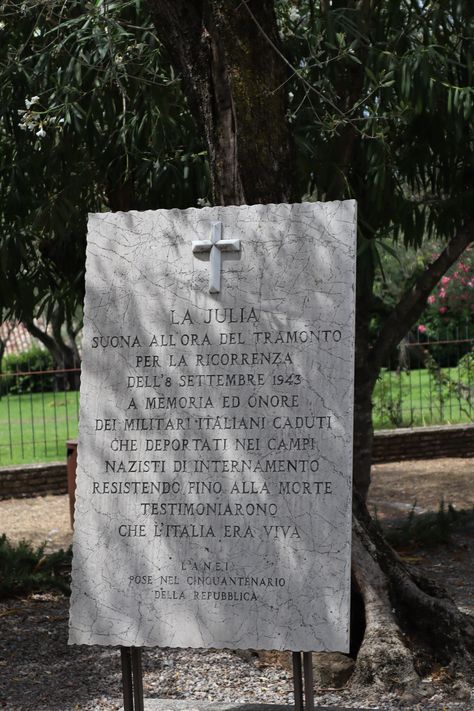 LA JULIA
SUONA ALL'ORA DEL TRAMONTO
PER LA RICORRENZA
DELL'8 SETTEMBRE 1943
A MEMORIA ED ONORE
DEI MILITARI ITALIANI CADUTI
CHE DEPORTATI NEI CAMPI
NAZISTI DI INTERNAMENTO
RESISTENDO FINO ALLA MORTE
TESTIMONIARONO
CHE L'ITALIA ERA VIVA
L'A.N.E.I.
POSE NEL CINQUANTENARIO
DELLA REPUBBLICA